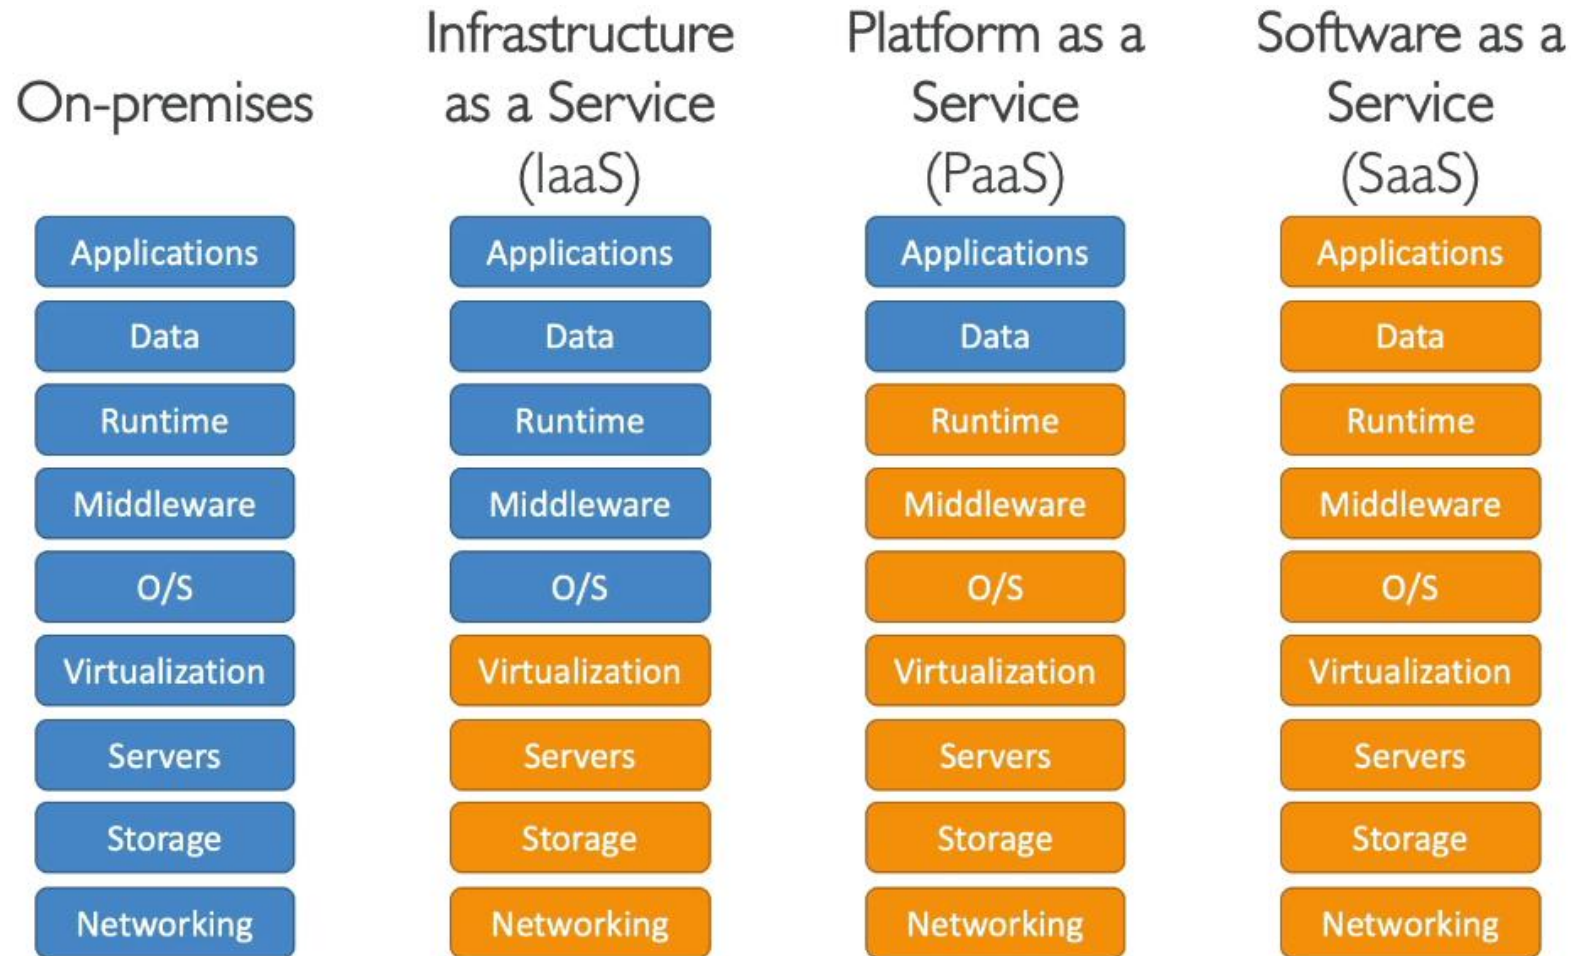 On-premises
Applications
Data
Runtime
Middleware
O/S
Virtualization
Servers
Storage
Networking
Infrastructure
as a Service
(IaaS)
Applications
Data
Runtime
Middleware
O/S
Virtualization
Servers
Storage
Networking
Platform as a
Service
(PaaS)
Applications
Data
Runtime
Middleware
O/S
Virtualization
Servers
Storage
Networking
Software as a
Service
(SaaS)
Applications
Data
Runtime
Middleware
O/S
Virtualization
Servers
Storage
Networking